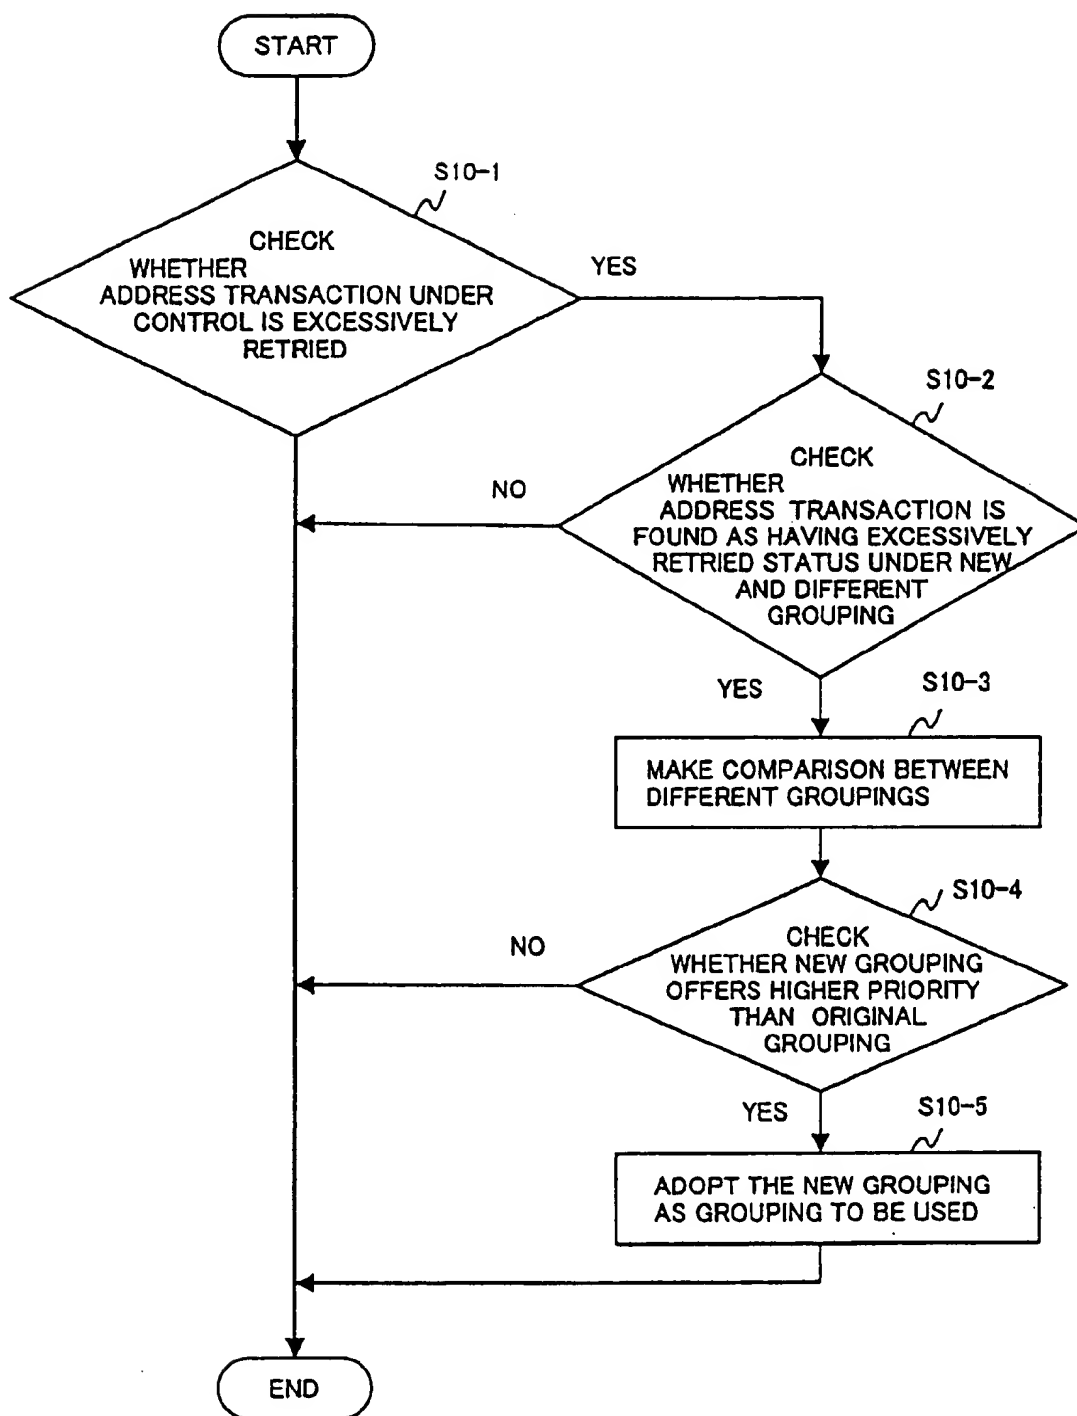 START
S10-1
CHECK
WHETHER
ADDRESS TRANSACTION UNDER
CONTROL IS EXCESSIVELY
RETRIED
YES
S10-2
CHECK
WHETHER
ADDRESS TRANSACTION IS
FOUND AS HAVING EXCESSIVELY
RETRIED STATUS UNDER NEW
AND DIFFERENT
GROUPING
NO
YES
S10-3
MAKE COMPARISON BETWEEN
DIFFERENT GROUPINGS
S10-4
CHECK
WHETHER NEW GROUPING
OFFERS HIGHER PRIORITY
THAN ORIGINAL
GROUPING
NO
YES
S10-5
ADOPT THE NEW GROUPING
AS GROUPING TO BE USED
END